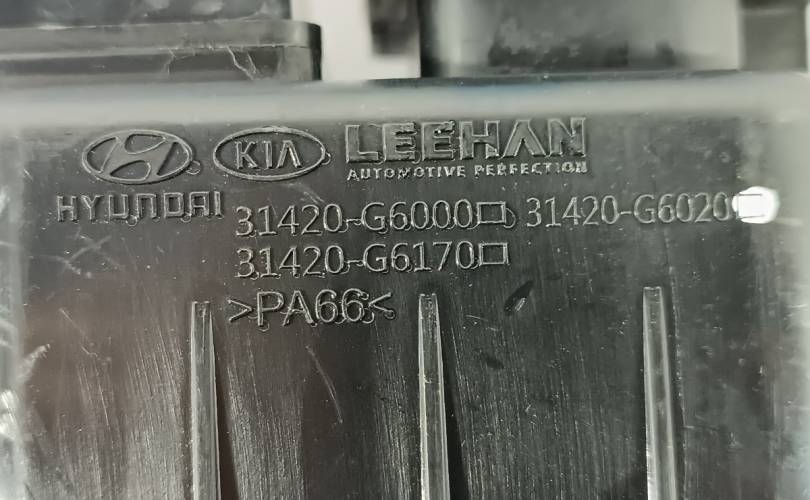 HYUNDAI KIA LEEHAN
AUTOMOTIVE PERFECTION
31420-G6000□ 31420-G6020□
31420-G6170□
>PA66<